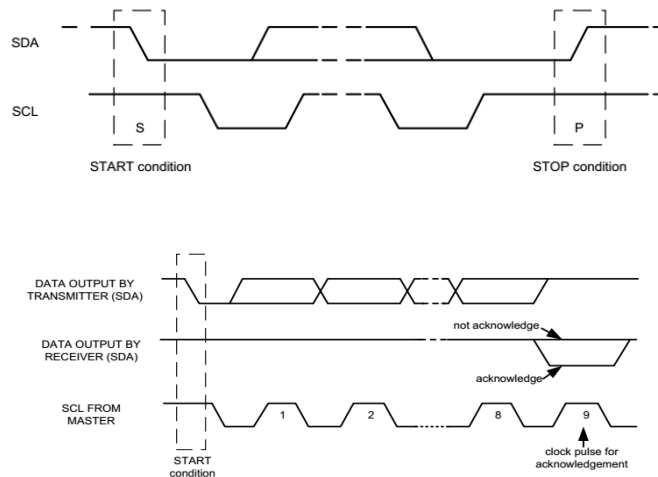 SDA
SCL
S
P
START condition
STOP condition
DATA OUTPUT BY
TRANSMITTER (SDA)
not acknowledge
DATA OUTPUT BY
RECEIVER (SDA)
acknowledge
SCL FROM
MASTER
1
2
8
9
START
condition
clock pulse for
acknowledgement